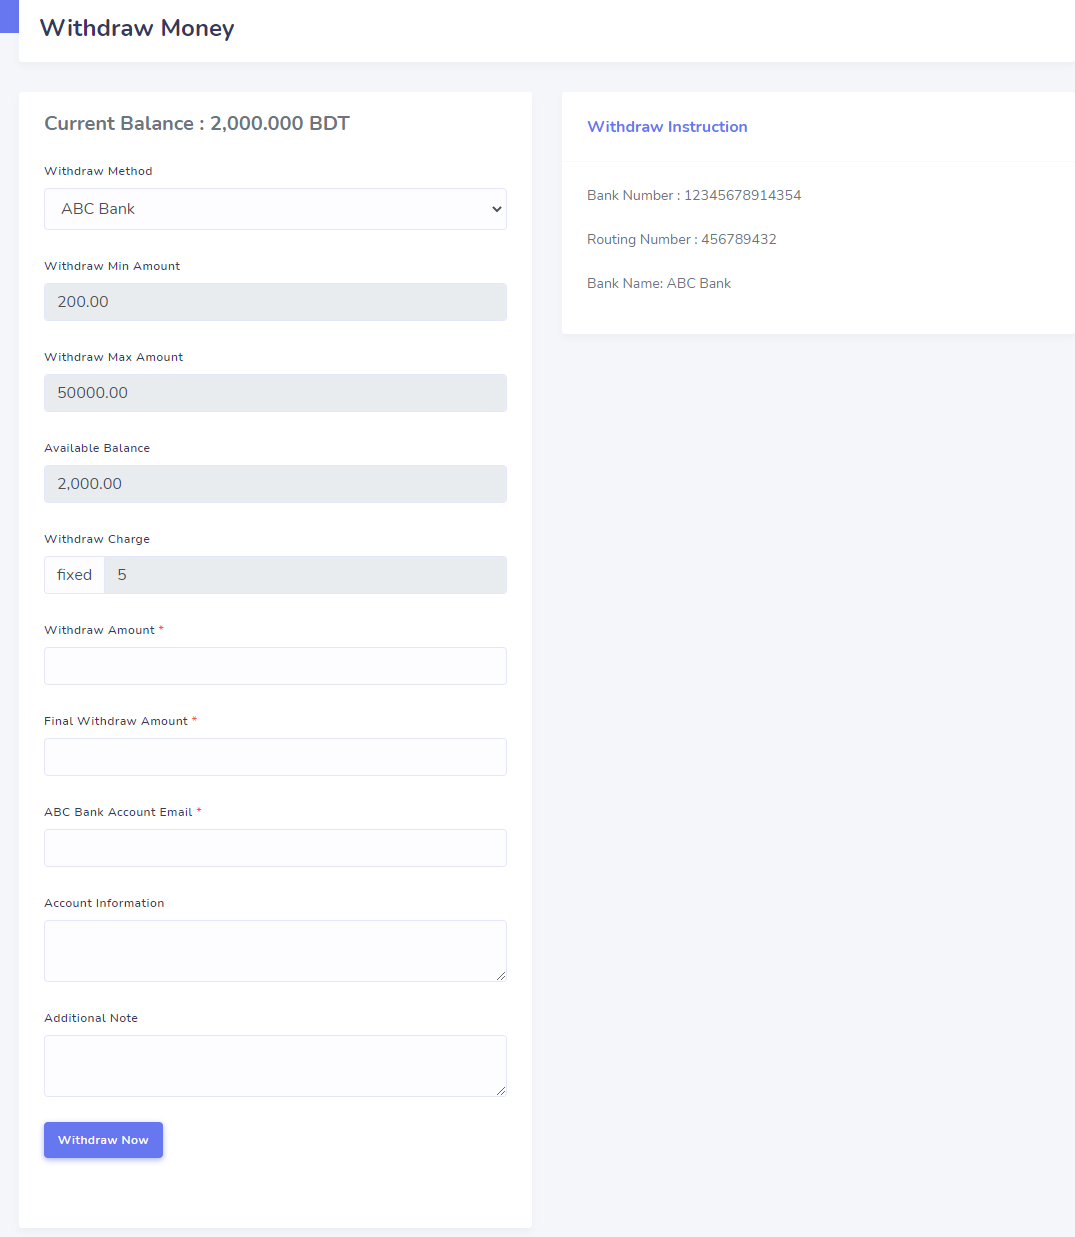 Withdraw Money
Current Balance : 2,000.000 BDT
Withdraw Method
ABC Bank
Withdraw Min Amount
200.00
Withdraw Max Amount
50000.00
Available Balance
2,000.00
Withdraw Charge
fixed 5
Withdraw Amount *
Final Withdraw Amount *
ABC Bank Account Email *
Account Information
Additional Note
Withdraw Now
Withdraw Instruction
Bank Number : 12345678914354
Routing Number : 456789432
Bank Name: ABC Bank